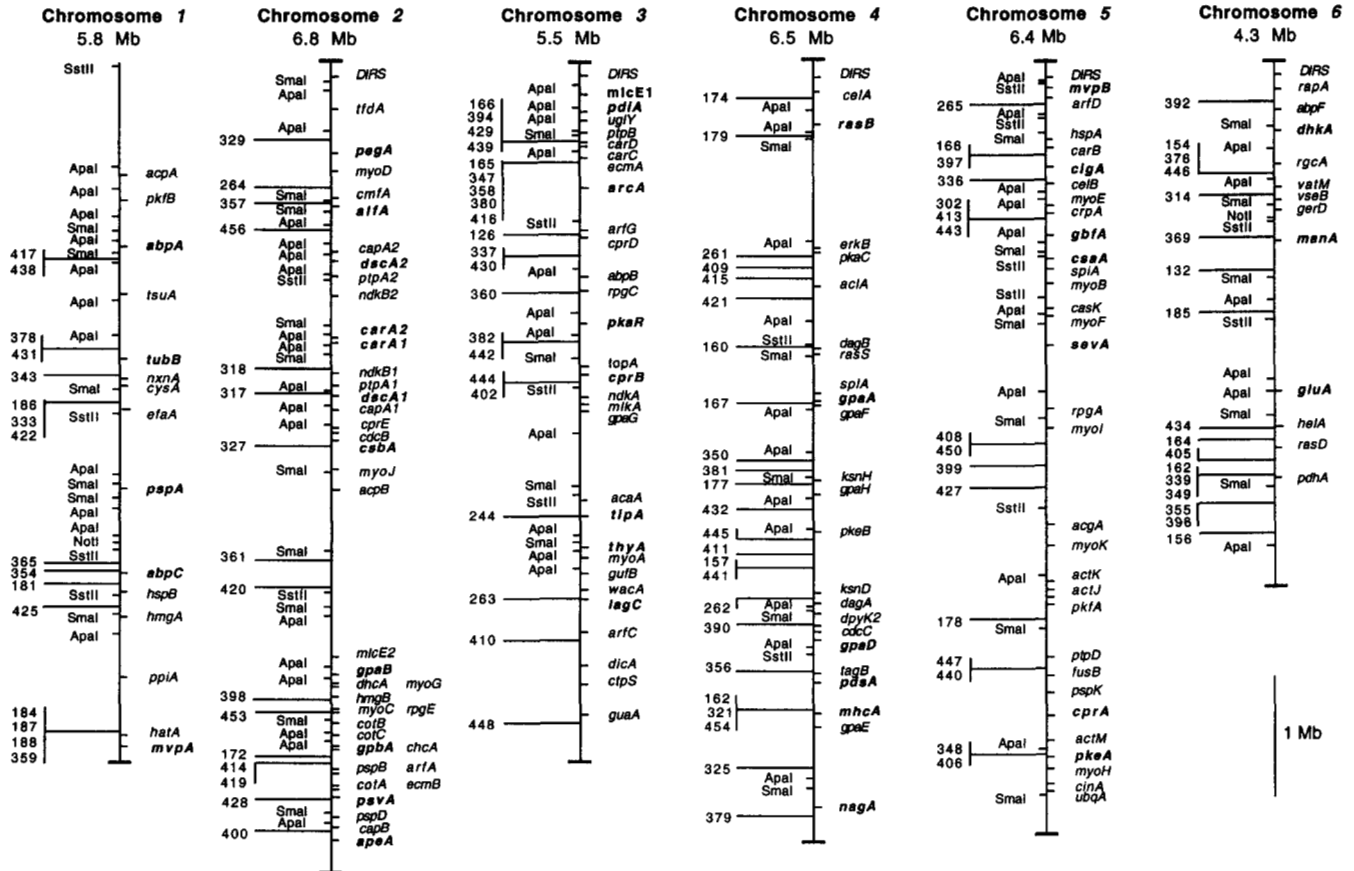 Chromosome 1
5.8 Mb
SstII
ApaI acpA
ApaI pkfB
ApaI
SmaI
ApaI abpA
417 SmaI
438 ApaI
tsuA
ApaI
378 ApaI
431
tubB
343 nxnA
SmaI cysA
186
333 SstII efaA
422
ApaI
SmaI pspA
SmaI
ApaI
ApaI
NotI
SstII
365
354 abpC
181
SstII hspB
425
SmaI hmgA
ApaI
ppiA
184
187 hatA
188 mvpA
359
Chromosome 2
6.8 Mb
DIRS
SmaI
ApaI
tfdA
ApaI
329
pegA
myoD
264
SmaI cmfA
357
SmaI alfA
ApaI
456
ApaI capA2
ApaI dscA2
ApaI ptpA2
SstII
ndkB2
SmaI carA2
ApaI
ApaI carA1
SmaI
318 ndkB1
ApaI ptpA1
317 dscA1
ApaI capA1
ApaI cprE
cdcB
327 csbA
SmaI myoJ
acpB
SmaI
361
420
SstII
SmaI
ApaI
mlcE2
ApaI gpaB
ApaI dhcA myoG
398 hmgB
453 myoC rpgE
SmaI cotB
ApaI cotC
ApaI gpbA chcA
172
414 pspB arfA
419 cotA ecmB
428 psvA
SmaI pspD
ApaI capB
400
apeA
Chromosome 3
5.5 Mb
DIRS
ApaI mlcE1
166 ApaI pdiA
394 ApaI uglY
429 SmaI ptpB
439 carD
ApaI carC
165 ecmA
347
358 arcA
380
416
SstII arfG
126 cprD
337
430
ApaI abpB
360 rpgC
ApaI pkaR
382 ApaI
442
SmaI topA
444 cprB
402 SstII ndkA
mlkA
gpaG
ApaI
SmaI
SstII acaA
244 tipA
ApaI
SmaI thyA
ApaI myoA
ApaI gufB
wacA
263 lagC
arfC
410
dicA
ctpS
guaA
448
Chromosome 4
6.5 Mb
DIRS
174 celA
ApaI
ApaI rasB
179
SmaI
ApaI erkB
261 pkaC
409
415 aclA
421
ApaI
SstII dagB
160
SmaI rasS
splA
167 gpaA
ApaI gpaF
350
381
SmaI ksnH
177 gpaH
ApaI
432
445 ApaI pkeB
411
157
441
ksnD
262 ApaI dagA
SmaI dpyK2
390 cdcC
ApaI gpaD
SstII
356 tagB
pdsA
162
321 mhcA
454 gpaE
325
ApaI
SmaI
nagA
379
Chromosome 5
6.4 Mb
ApaI DIRS
SstII mvpB
265 arfD
ApaI
SstII
SmaI hspA
166 carB
397 cigA
336 celB
ApaI myoE
302 ApaI crpA
413
443 ApaI gbfA
SmaI csaA
SstII spiA
myoB
SstII
ApaI casK
SmaI myoF
sevA
ApaI
rpgA
SmaI myoI
408
450
399
427
SstII
acgA
myoK
ApaI actK
actJ
pkfA
178
SmaI
ptpD
447
440 fusB
pspK
cprA
actM
348 ApaI
406 pkeA
myoH
cinA
SmaI ubqA
Chromosome 6
4.3 Mb
DIRS
rapA
392 abpF
SmaI dhkA
154 ApaI
376 rgcA
446
ApaI vatM
314 vseB
SmaI gerD
NotI
SstII
369 manA
132
SmaI
ApaI
185
SstII
ApaI
ApaI gluA
SmaI
434 helA
164 rasD
405
162
339 SmaI pdhA
349
355
396
156
ApaI
1 Mb